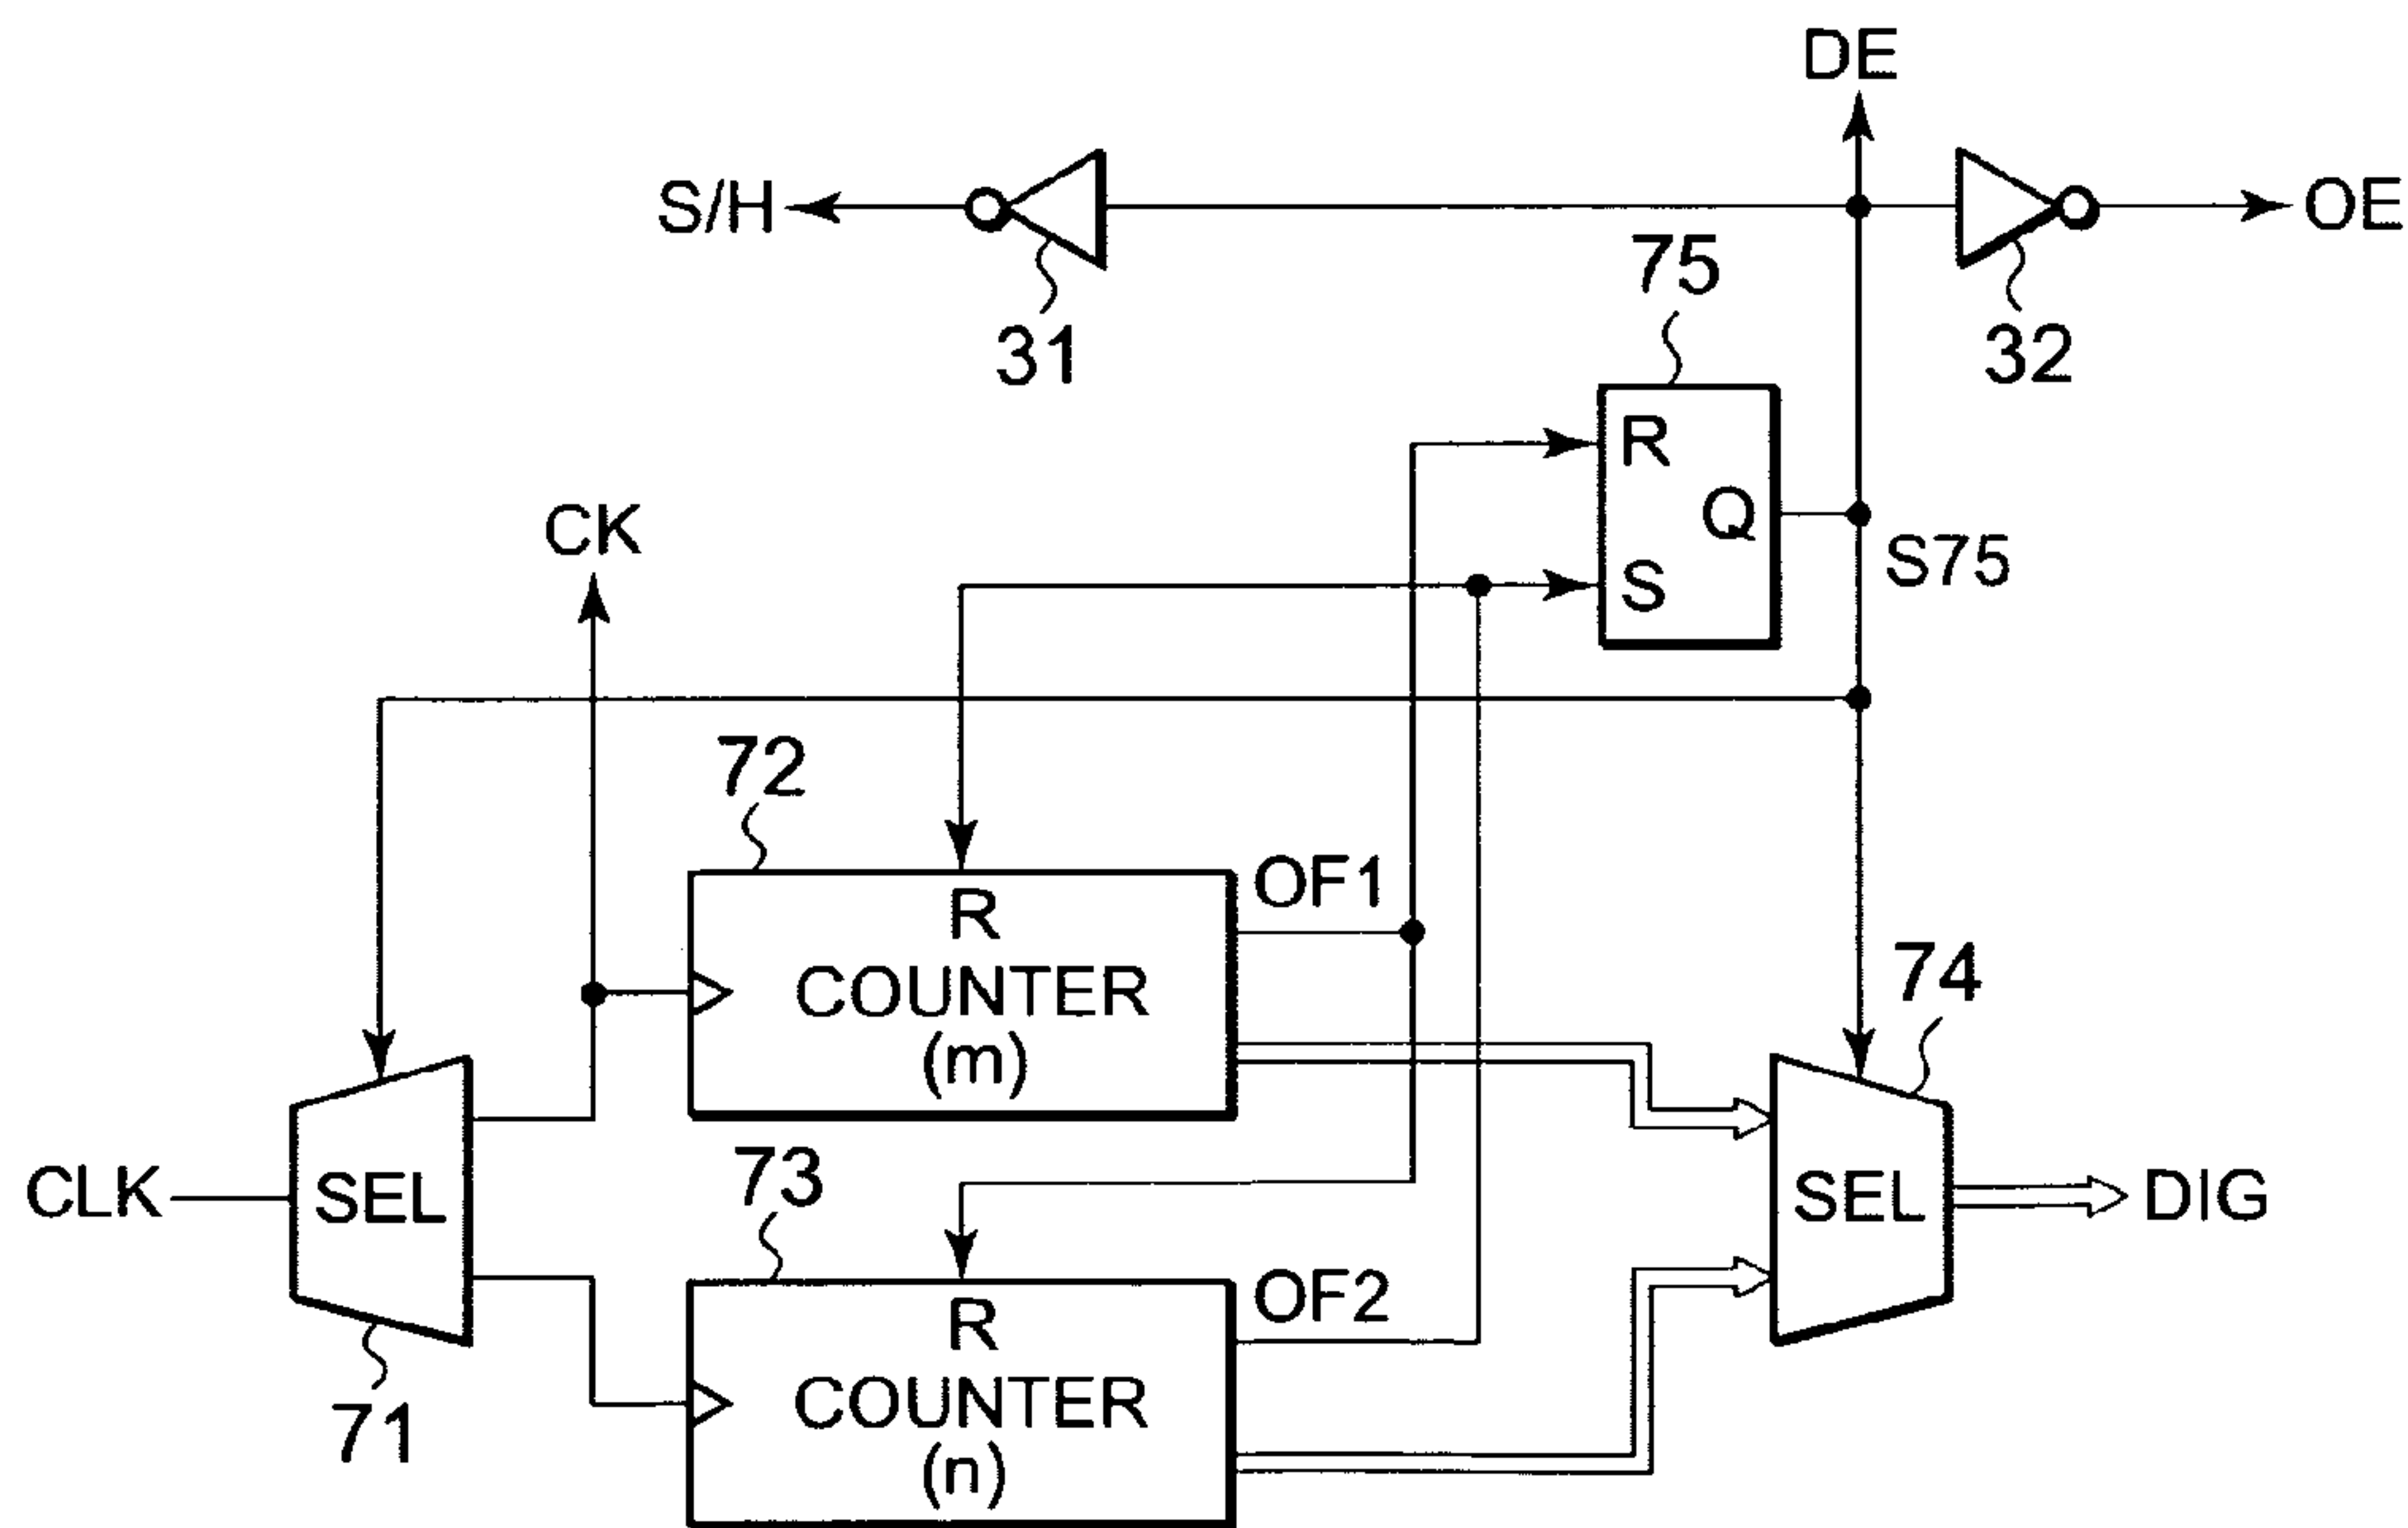 DE
S/H
OE
75
31
32
R
Q
S
S75
CK
72
OF1
R
COUNTER
(m)
74
73
CLK
SEL
SEL
DIG
OF2
R
COUNTER
(n)
71